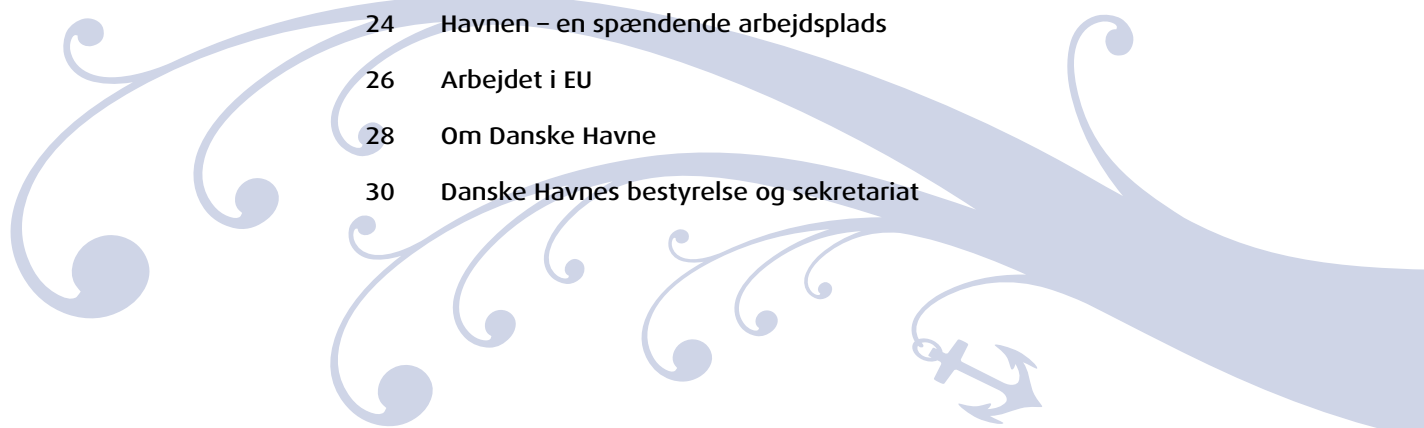 24 Havnen – en spændende arbejdsplads
26 Arbejdet i EU
28 Om Danske Havne
30 Danske Havnes bestyrelse og sekretariat